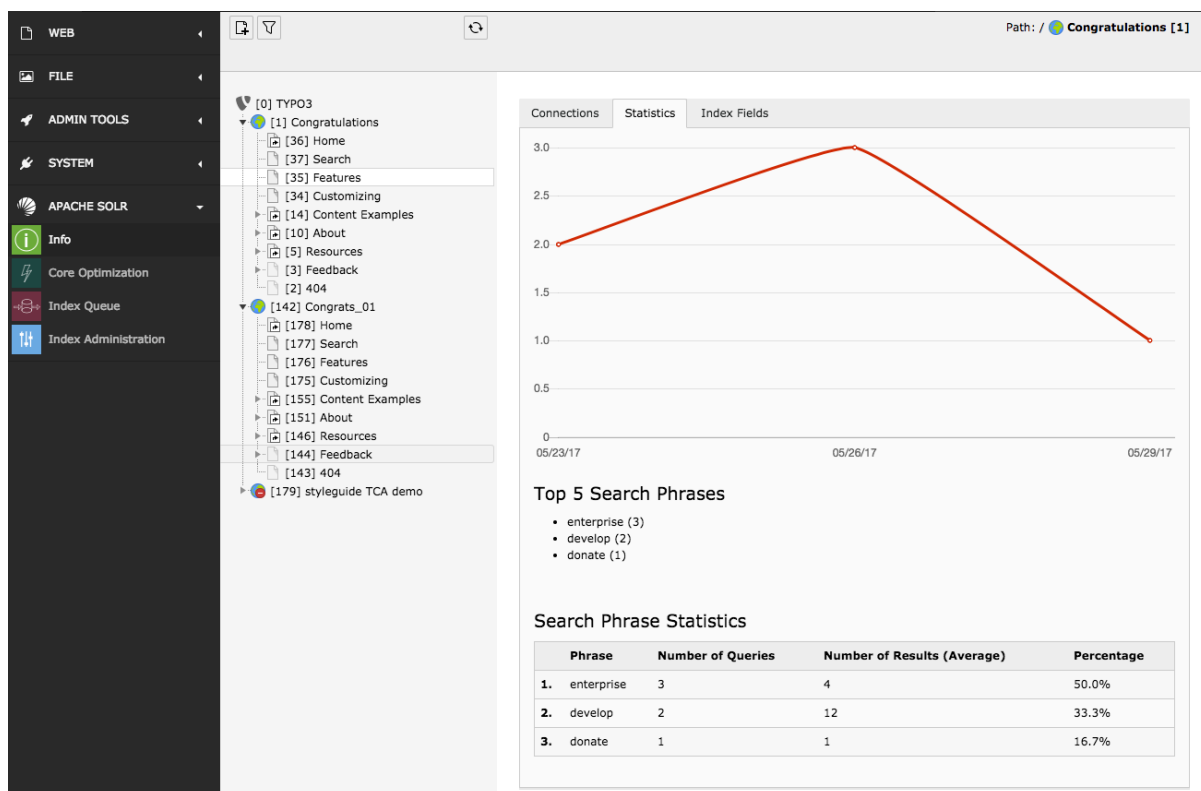 WEB
FILE
ADMIN TOOLS
SYSTEM
APACHE SOLR
Info
Core Optimization
Index Queue
Index Administration
[0] TYPO3
[1] Congratulations
[36] Home
[37] Search
[35] Features
[34] Customizing
[14] Content Examples
[10] About
[5] Resources
[3] Feedback
[2] 404
[142] Congrats_01
[178] Home
[177] Search
[176] Features
[175] Customizing
[155] Content Examples
[151] About
[146] Resources
[144] Feedback
[143] 404
[179] styleguide TCA demo
Path: / Congratulations [1]
Connections Statistics Index Fields
3.0
2.5
2.0
1.5
1.0
0.5
0
05/23/17 05/26/17 05/29/17
Top 5 Search Phrases
• enterprise (3)
• develop (2)
• donate (1)
Search Phrase Statistics
Phrase Number of Queries Number of Results (Average) Percentage
1. enterprise 3 4 50.0%
2. develop 2 12 33.3%
3. donate 1 1 16.7%